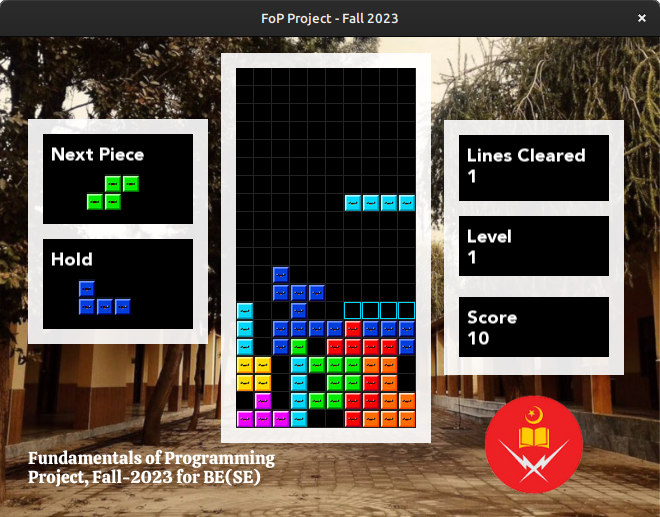 FoP Project - Fall 2023
Next Piece
Hold
Lines Cleared
1
Level
1
Score
10
Fundamentals of Programming
Project, Fall-2023 for BE(SE)